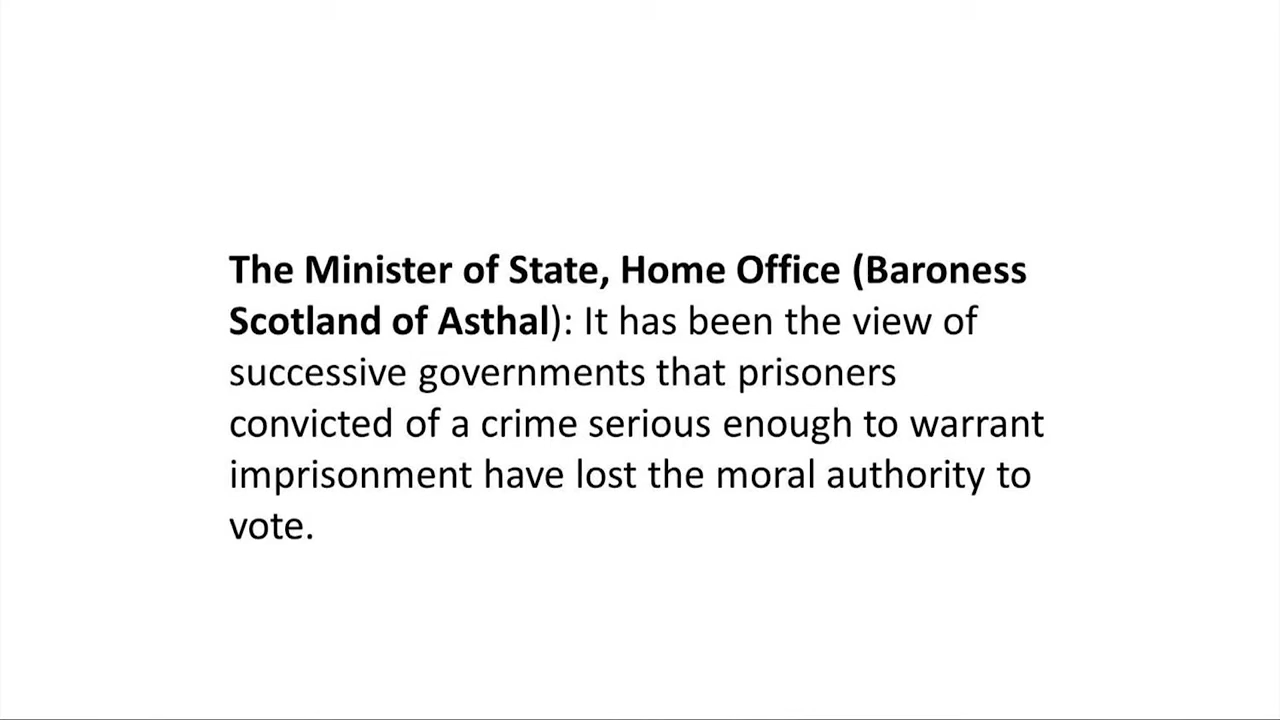 The Minister of State, Home Office (Baroness
Scotland of Asthal): It has been the view of
successive governments that prisoners
convicted of a crime serious enough to warrant
imprisonment have lost the moral authority to
vote.